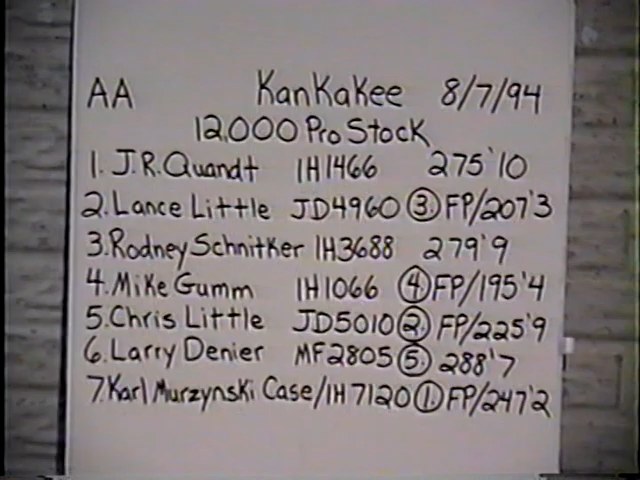 AA KanKaKee 8/7/94
12,000 Pro Stock
1. J.R. Quandt IH1466 275'10
2. Lance Little JD4960 ③ FP/207'3
3. Rodney Schnitker IH3688 279'9
4. Mike Gumm IH1066 ④ FP/195'4
5. Chris Little JD5010 ② FP/225'9
6. Larry Denier MF2805 ⑤ 288'7
7. Karl Murzynski Case/IH 7120 ① FP/247'2